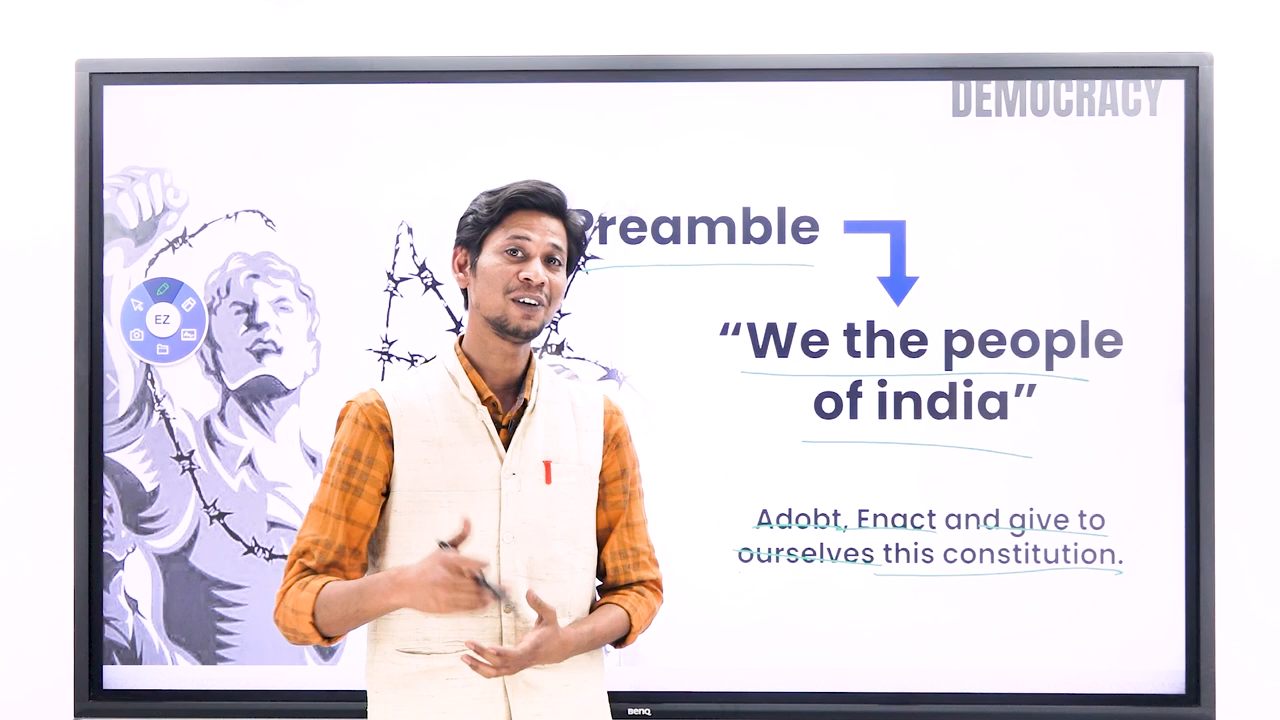 DEMOCRACY
Preamble
“We the people
of india”
EZ
Adobt, Enact and give to
ourselves this constitution.
BenQ